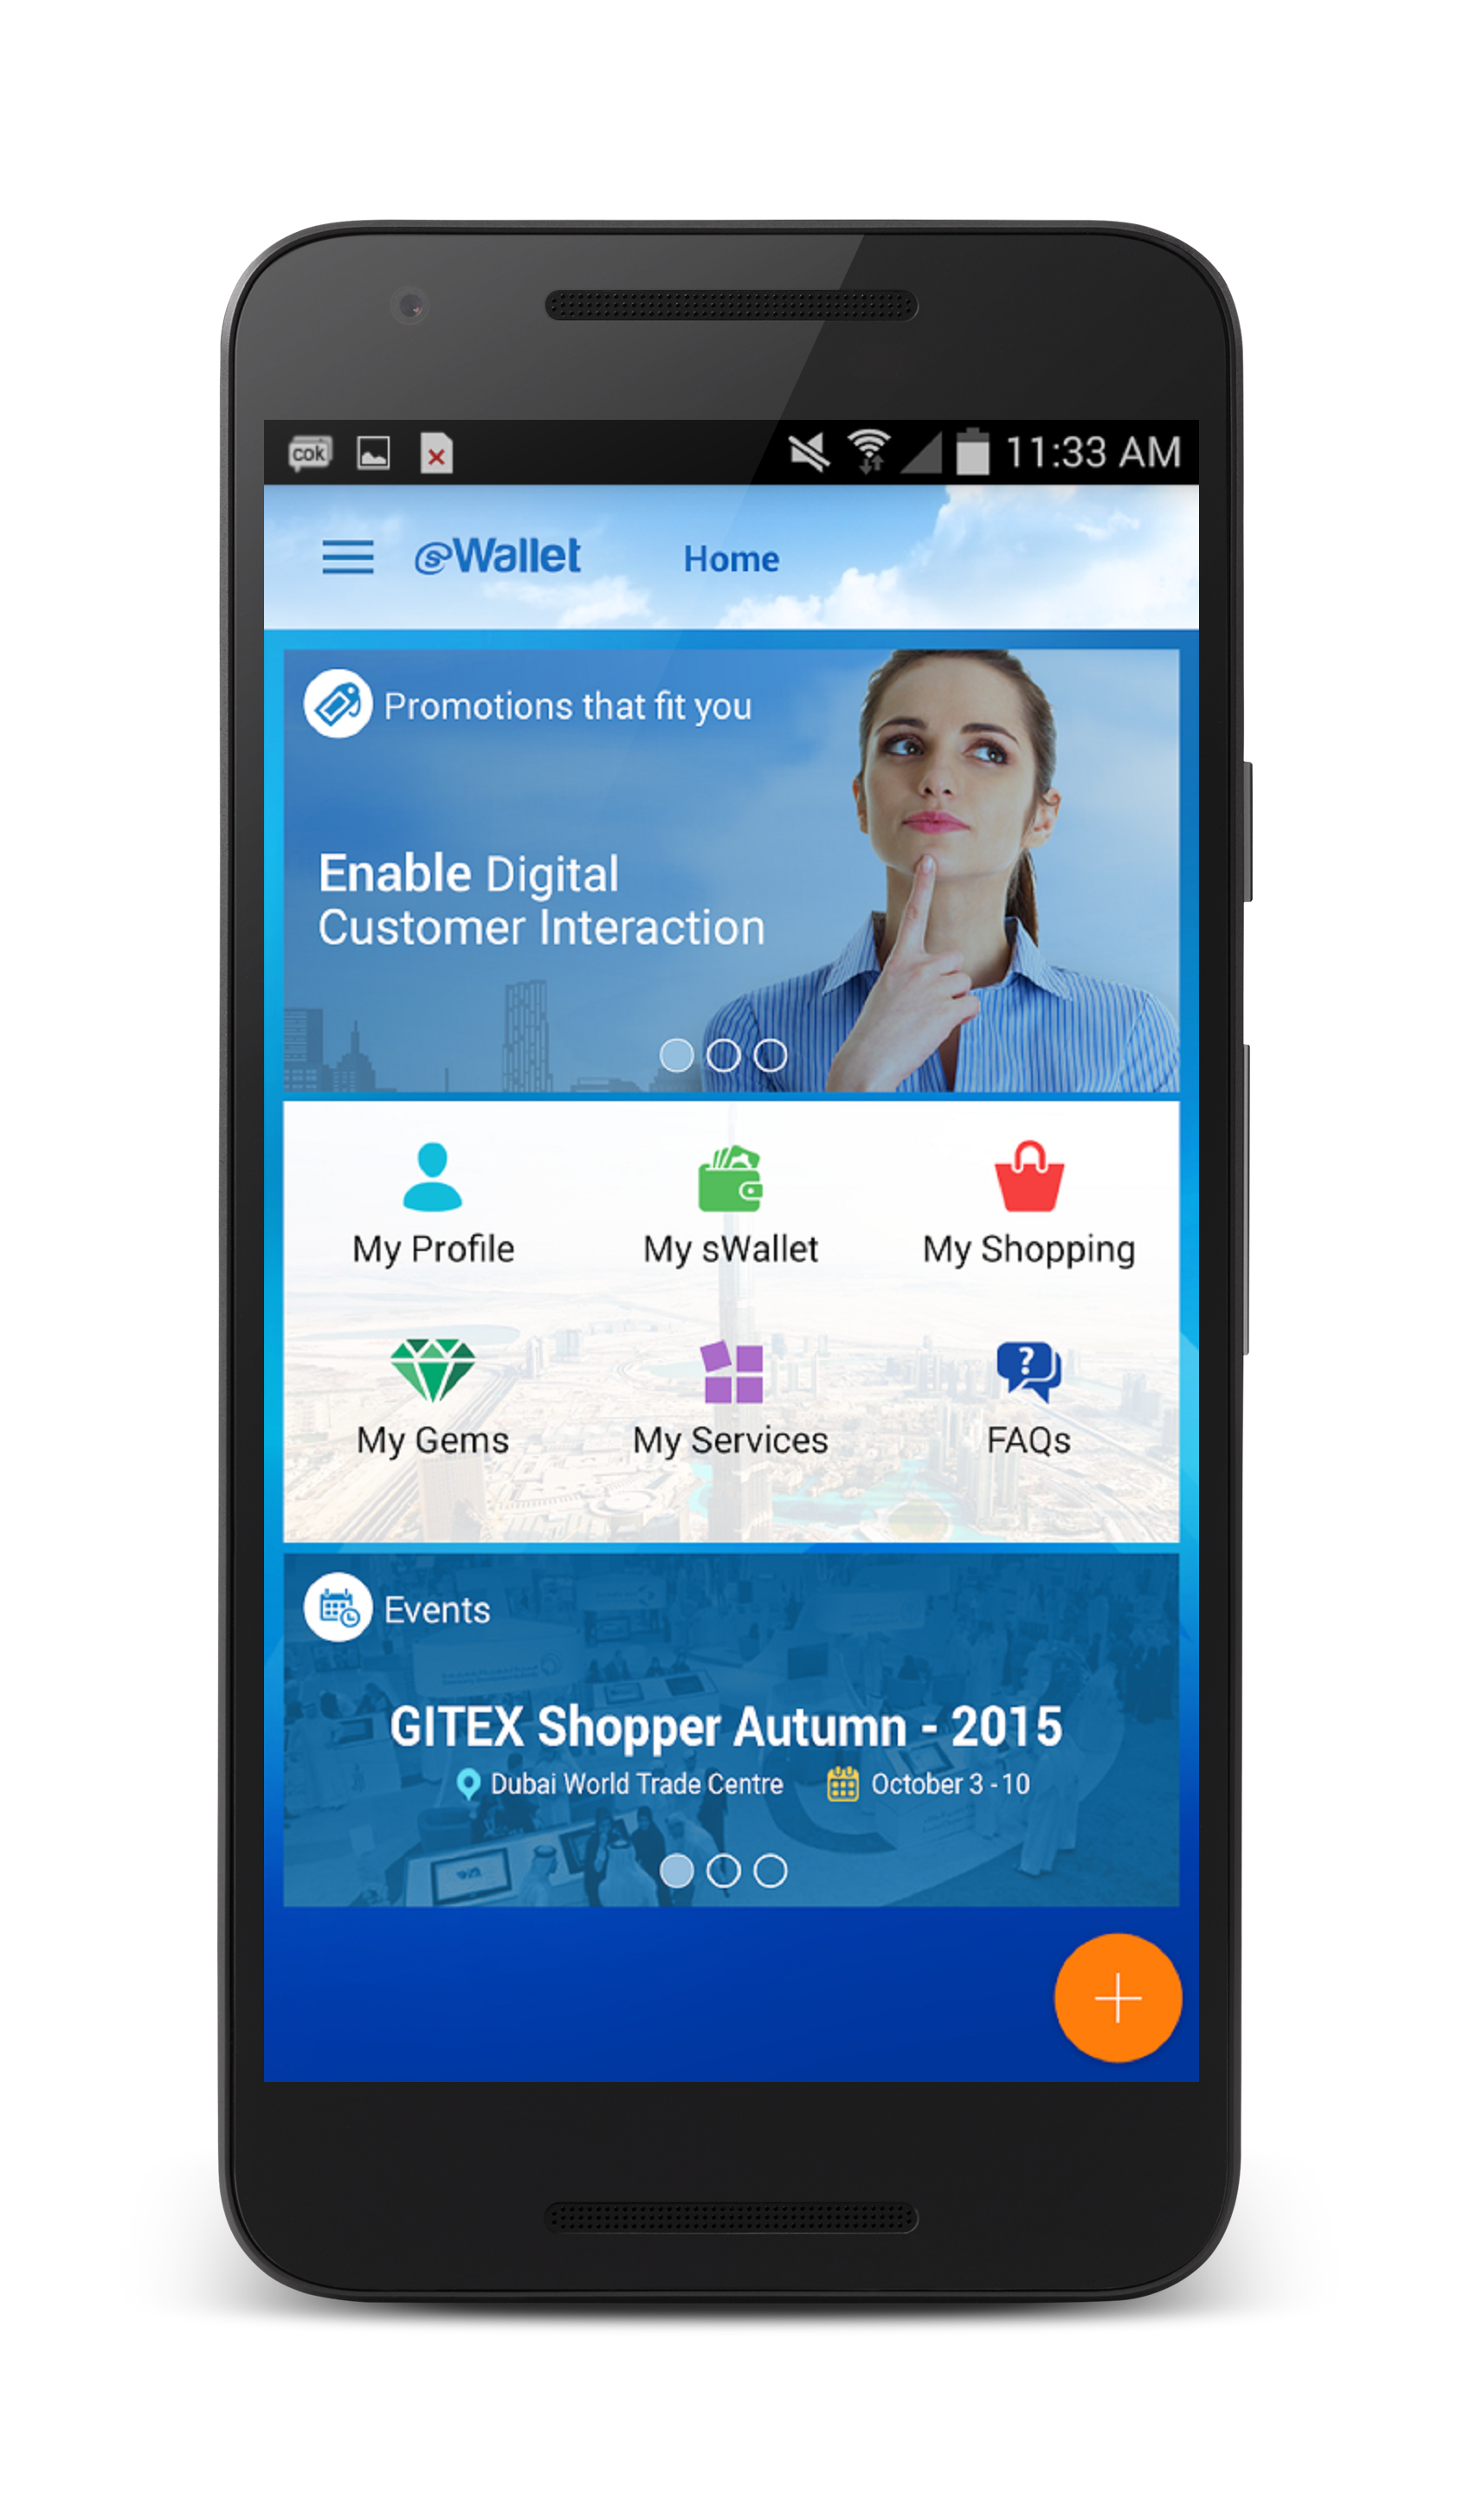 cok
11:33 AM
sWallet
Home
Promotions that fit you
Enable Digital
Customer Interaction
My Profile
My sWallet
My Shopping
My Gems
My Services
?
FAQs
Events
GITEX Shopper Autumn - 2015
Dubai World Trade Centre
October 3 - 10